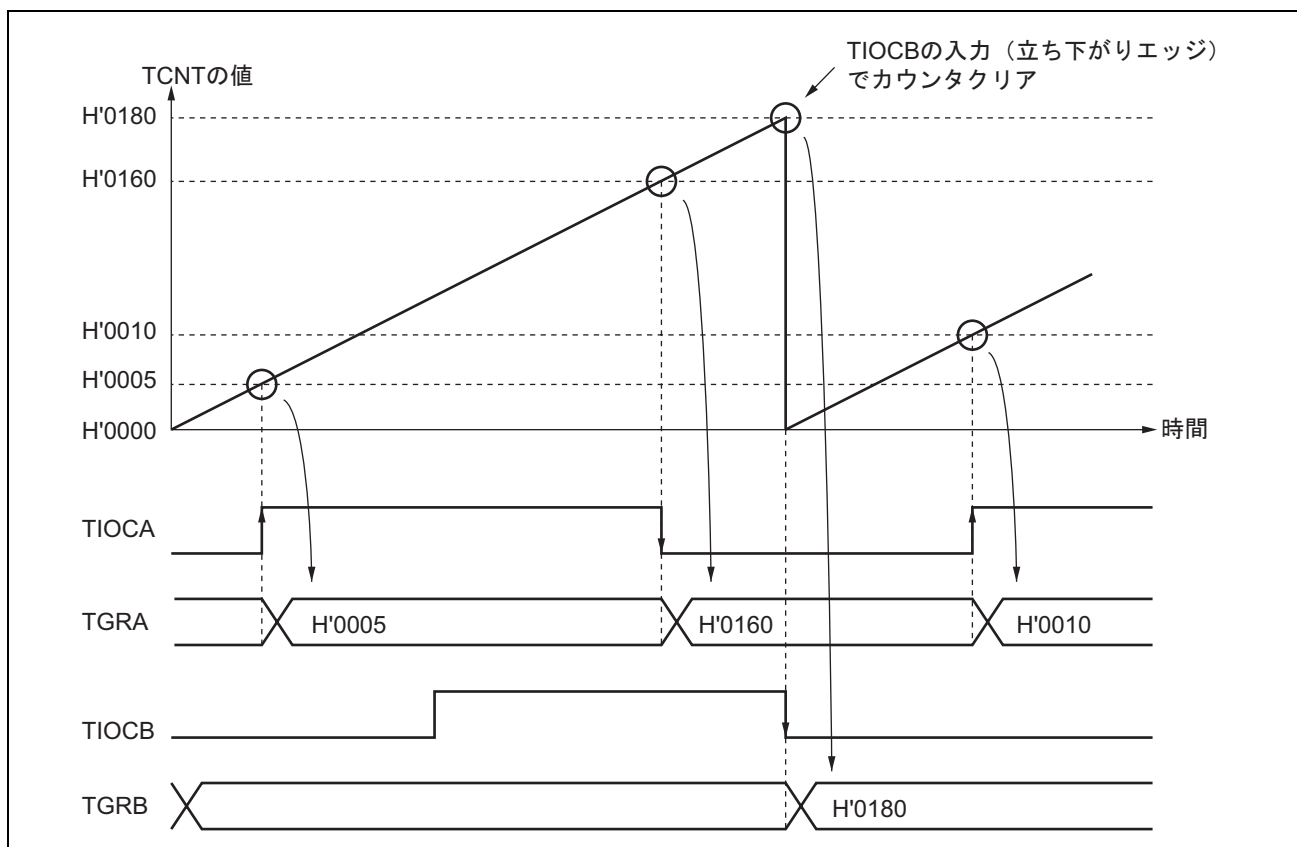 TIOCBの入力（立ち下がりエッジ）
でカウンタクリア
TCNTの値
H'0180
H'0160
H'0010
H'0005
H'0000
時間
TIOCA
TGRA
H'0005
H'0160
H'0010
TIOCB
TGRB
H'0180